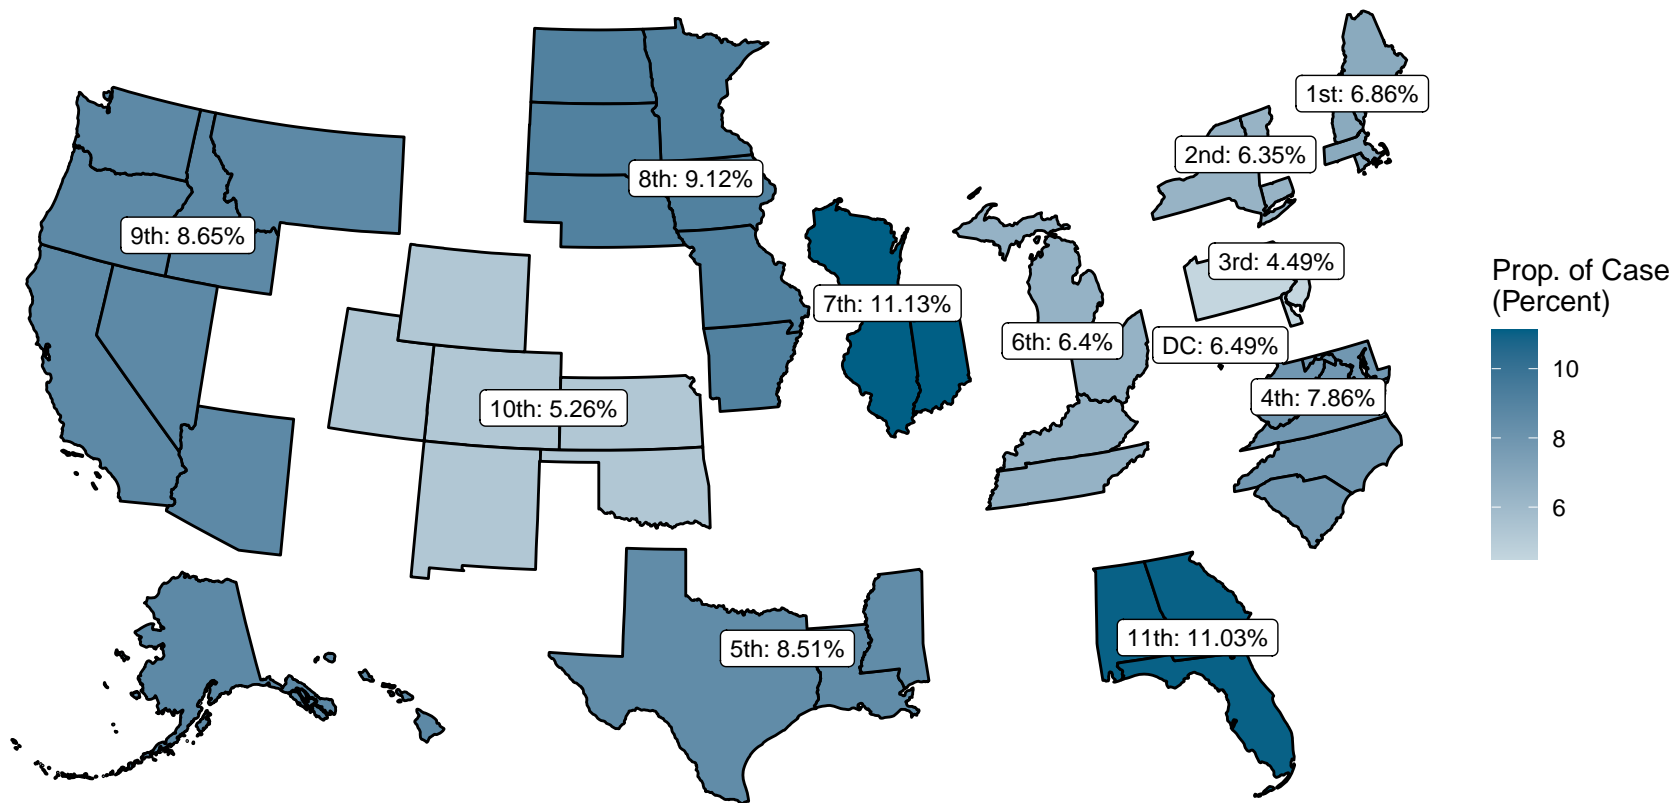 1st: 6.86%
2nd: 6.35%
8th: 9.12%
9th: 8.65%
3rd: 4.49%
7th: 11.13%
6th: 6.4%
DC: 6.49%
10th: 5.26%
4th: 7.86%
5th: 8.51%
11th: 11.03%
Prop. of Case
(Percent)
10
8
6